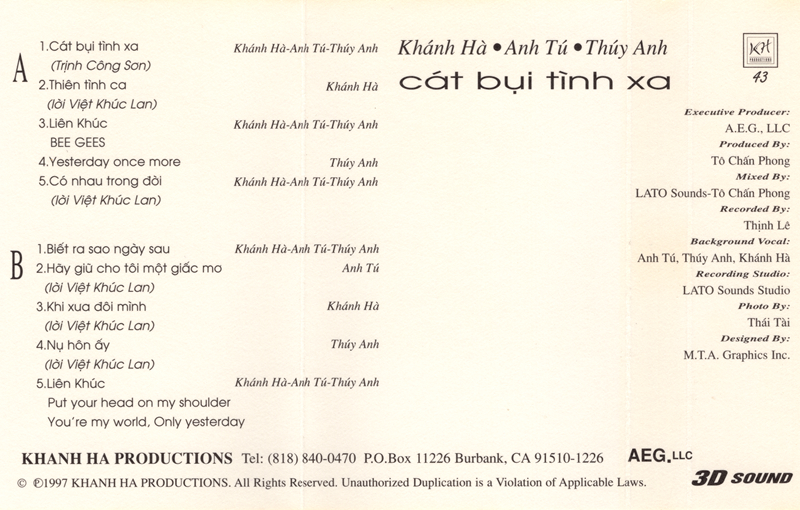 A
1.Cát bụi tình xa Khánh Hà-Anh Tú-Thúy Anh
(Trịnh Công Sơn)
2.Thiên tình ca Khánh Hà
(lời Việt Khúc Lan)
3.Liên Khúc Khánh Hà-Anh Tú-Thúy Anh
BEE GEES
4.Yesterday once more Thúy Anh
5.Có nhau trong đời Khánh Hà-Anh Tú-Thúy Anh
(lời Việt Khúc Lan)
B
1.Biết ra sao ngày sau Khánh Hà-Anh Tú-Thúy Anh
2.Hãy giũ cho tôi một giấc mơ Anh Tú
(lời Việt Khúc Lan)
3.Khi xưa đôi mình Khánh Hà
(lời Việt Khúc Lan)
4.Nụ hôn ấy Thúy Anh
(lời Việt Khúc Lan)
5.Liên Khúc Khánh Hà-Anh Tú-Thúy Anh
Put your head on my shoulder
You're my world, Only yesterday
Khánh Hà • Anh Tú • Thúy Anh
cát bụi tình xa
KH
PRODUCTIONS
43
Executive Producer:
A.E.G., LLC
Produced By:
Tô Chấn Phong
Mixed By:
LATO Sounds-Tô Chấn Phong
Recorded By:
Thịnh Lê
Background Vocal:
Anh Tú, Thúy Anh, Khánh Hà
Recording Studio:
LATO Sounds Studio
Photo By:
Thái Tài
Designed By:
M.T.A. Graphics Inc.
KHANH HA PRODUCTIONS Tel: (818) 840-0470 P.O.Box 11226 Burbank, CA 91510-1226 AEG.LLC
© ℗1997 KHANH HA PRODUCTIONS. All Rights Reserved. Unauthorized Duplication is a Violation of Applicable Laws. 3D SOUND